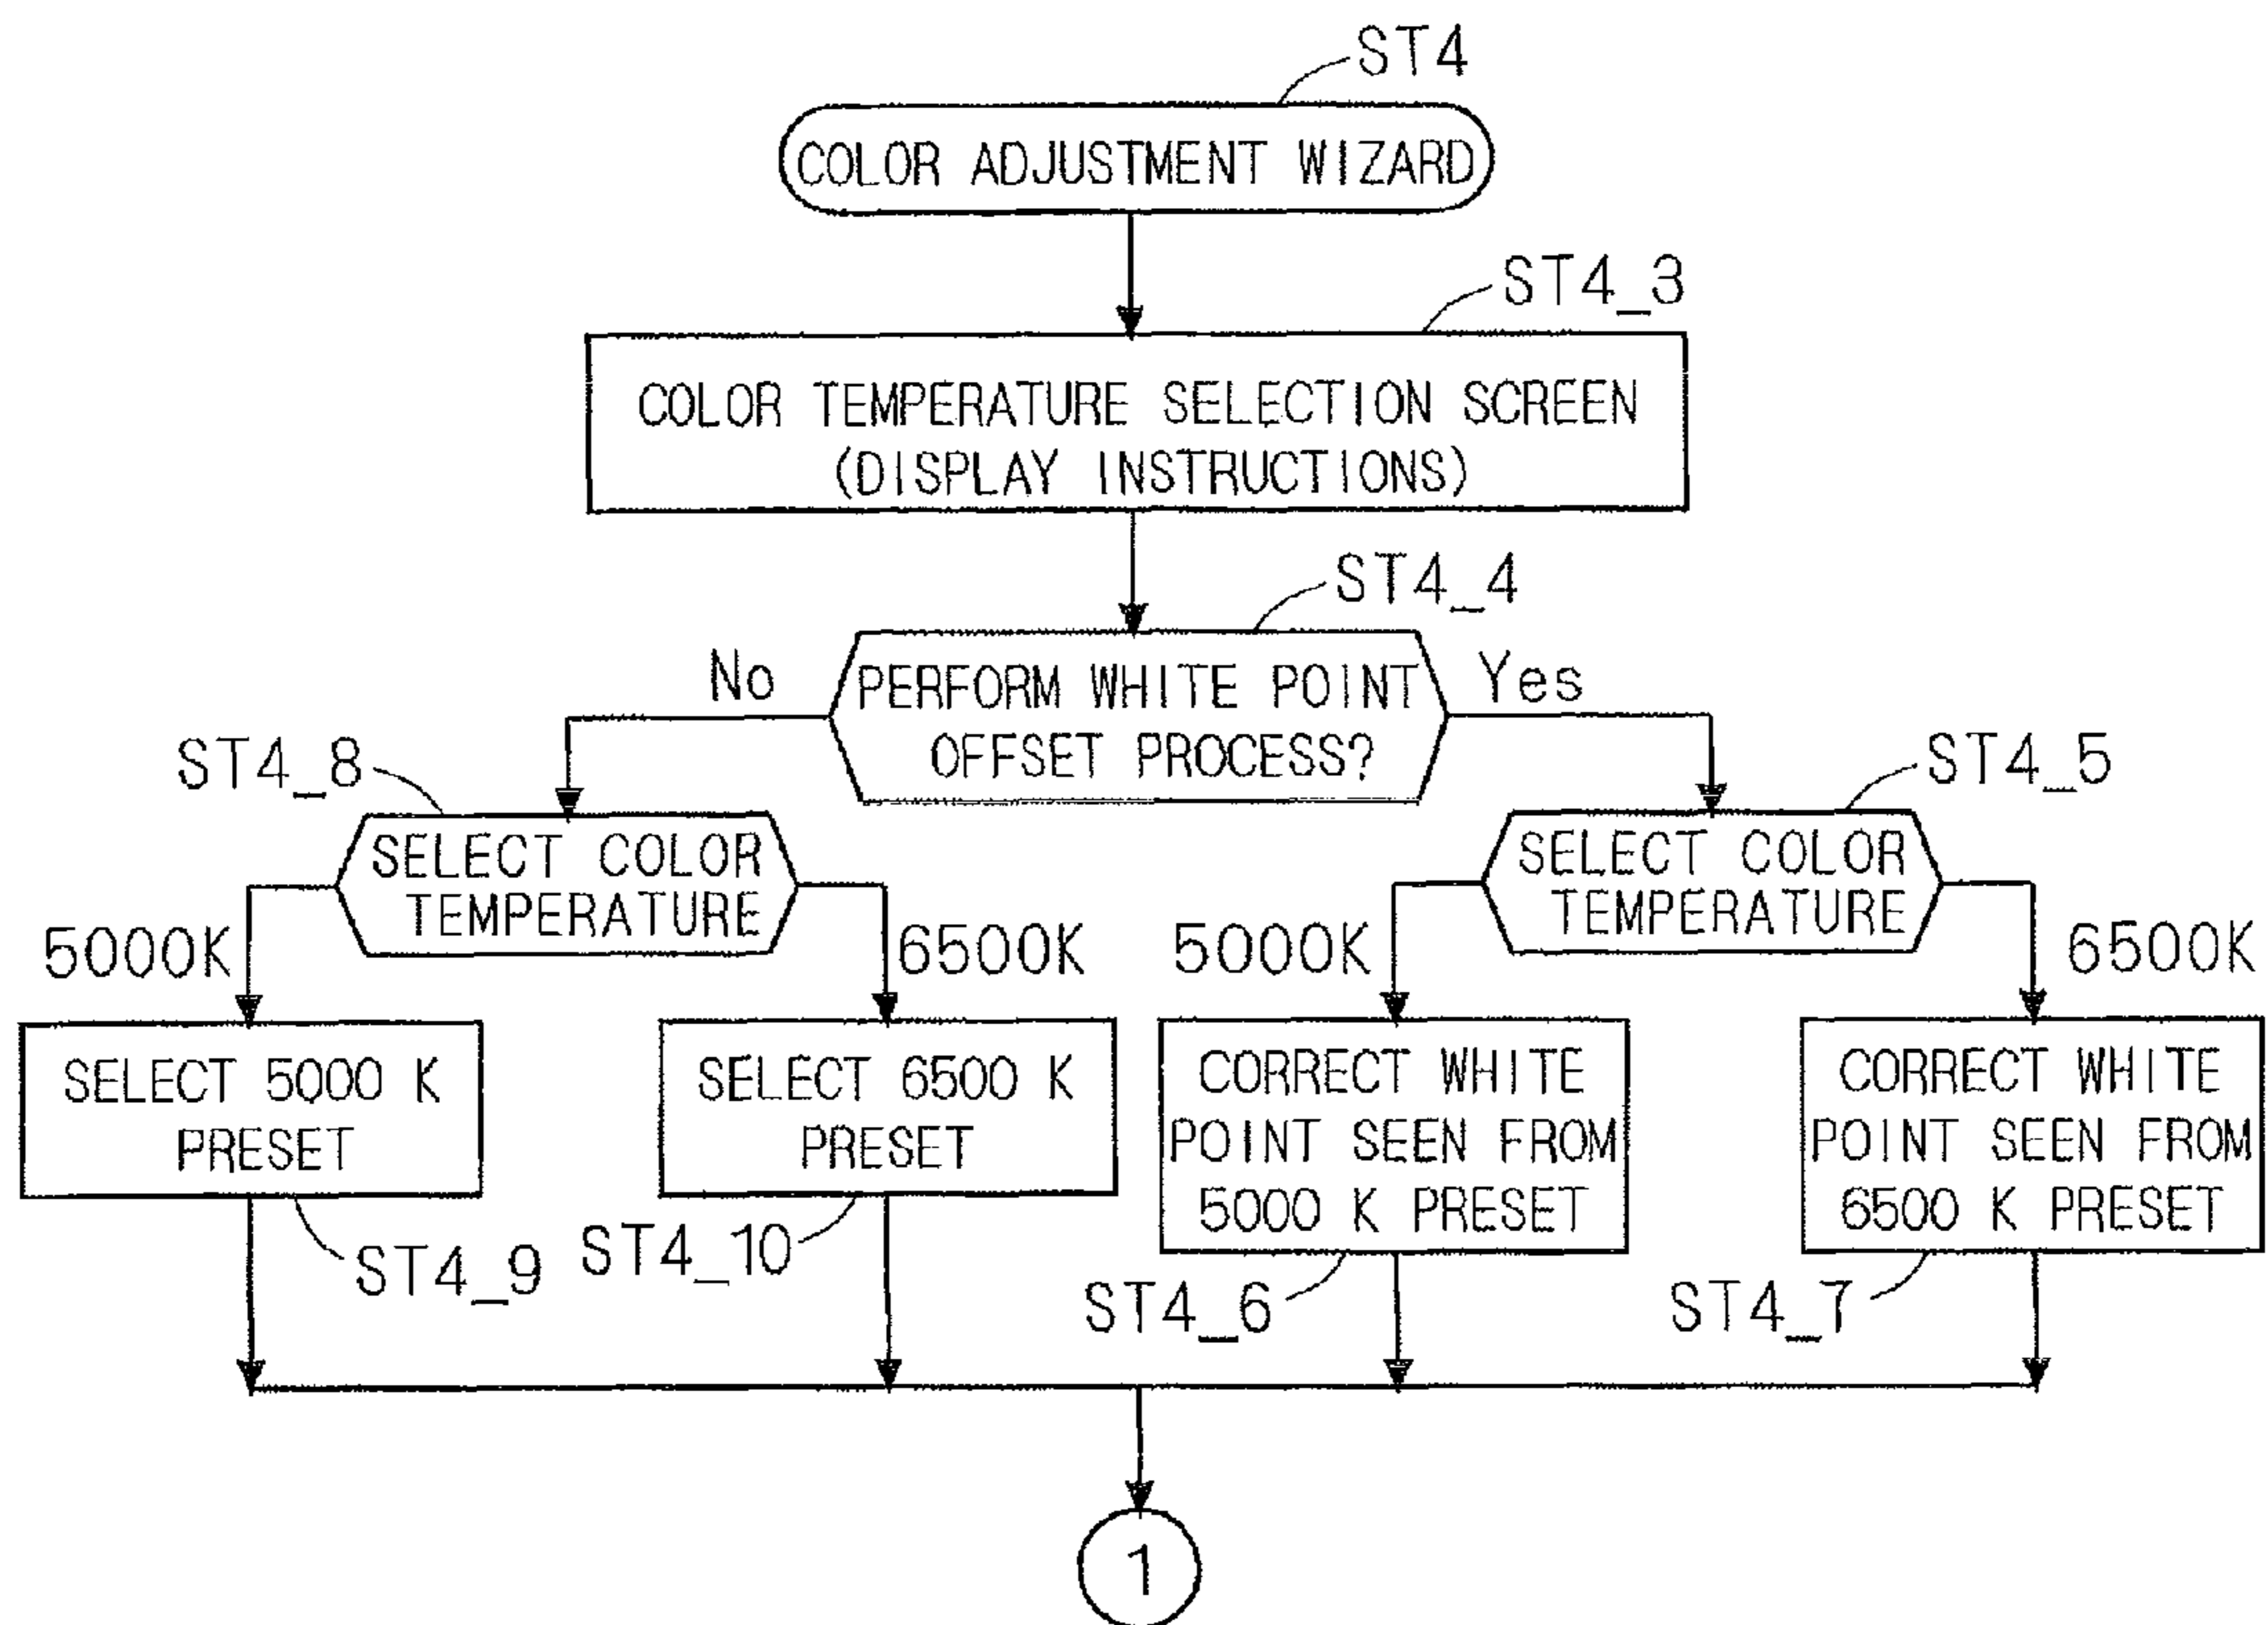 ST4
COLOR ADJUSTMENT WIZARD
ST4_3
COLOR TEMPERATURE SELECTION SCREEN
(DISPLAY INSTRUCTIONS)
ST4_4
No
PERFORM WHITE POINT
OFFSET PROCESS?
Yes
ST4_8
SELECT COLOR
TEMPERATURE
ST4_5
SELECT COLOR
TEMPERATURE
5000K
6500K
5000K
6500K
SELECT 5000 K
PRESET
SELECT 6500 K
PRESET
CORRECT WHITE
POINT SEEN FROM
5000 K PRESET
CORRECT WHITE
POINT SEEN FROM
6500 K PRESET
ST4_9
ST4_10
ST4_6
ST4_7
1